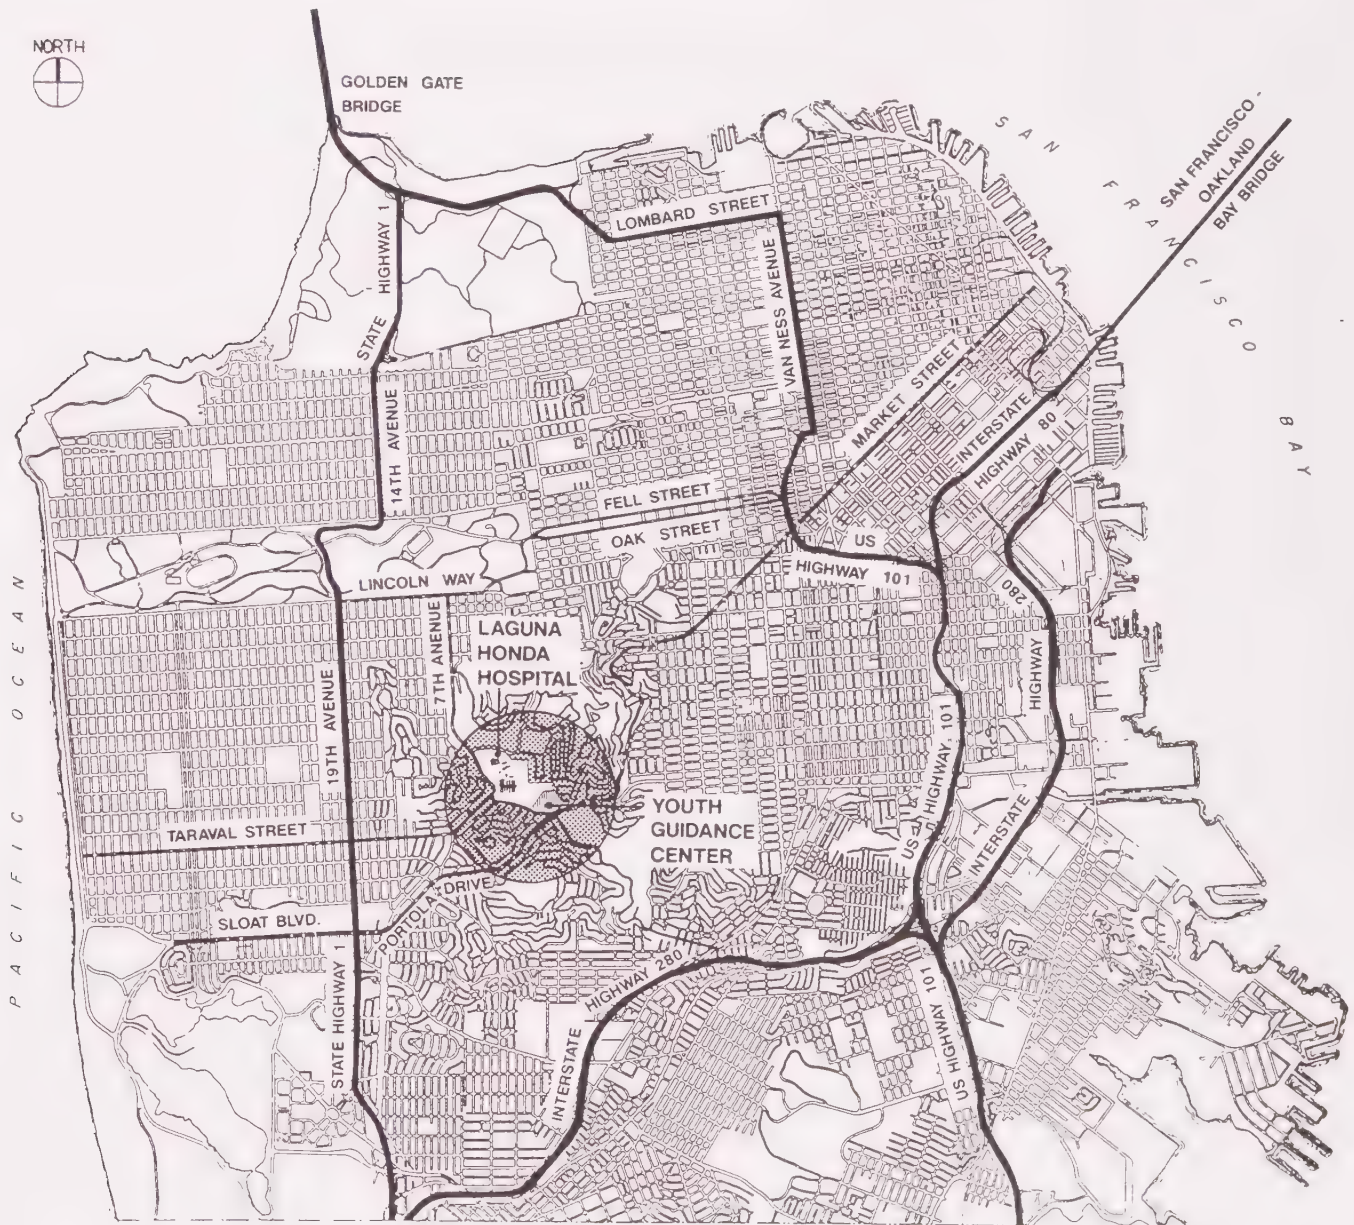 NORTH
GOLDEN GATE
BRIDGE
SAN FRANCISCO -
OAKLAND
BAY BRIDGE
SAN FRANCISCO BAY
LOMBARD STREET
STATE HIGHWAY 1
VAN NESS AVENUE
MARKET STREET
14TH AVENUE
INTERSTATE
HIGHWAY 80
FELL STREET
OAK STREET
US
HIGHWAY 101
LINCOLN WAY
280
HIGHWAY
INTERSTATE
PACIFIC OCEAN
7TH ANENUE
LAGUNA
HONDA
HOSPITAL
19TH AVENUE
US HIGHWAY 101
YOUTH
GUIDANCE
CENTER
TARAVAL STREET
PORTOLA DRIVE
SLOAT BLVD.
STATE HIGHWAY 1
INTERSTATE HIGHWAY 280
US HIGHWAY 101